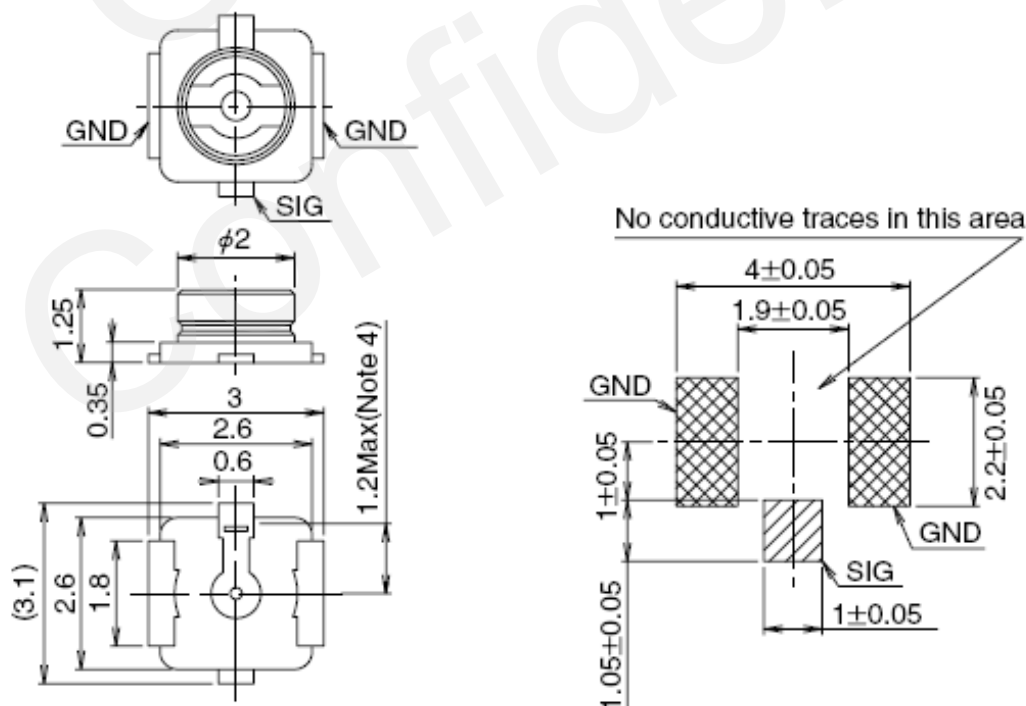 Confiden
GND
GND
SIG
ϕ2
1.25
0.35
1.2Max(Note 4)
3
2.6
0.6
(3.1)
2.6
1.8
No conductive traces in this area
4±0.05
1.9±0.05
GND
1±0.05
2.2±0.05
GND
SIG
1±0.05
1.05±0.05